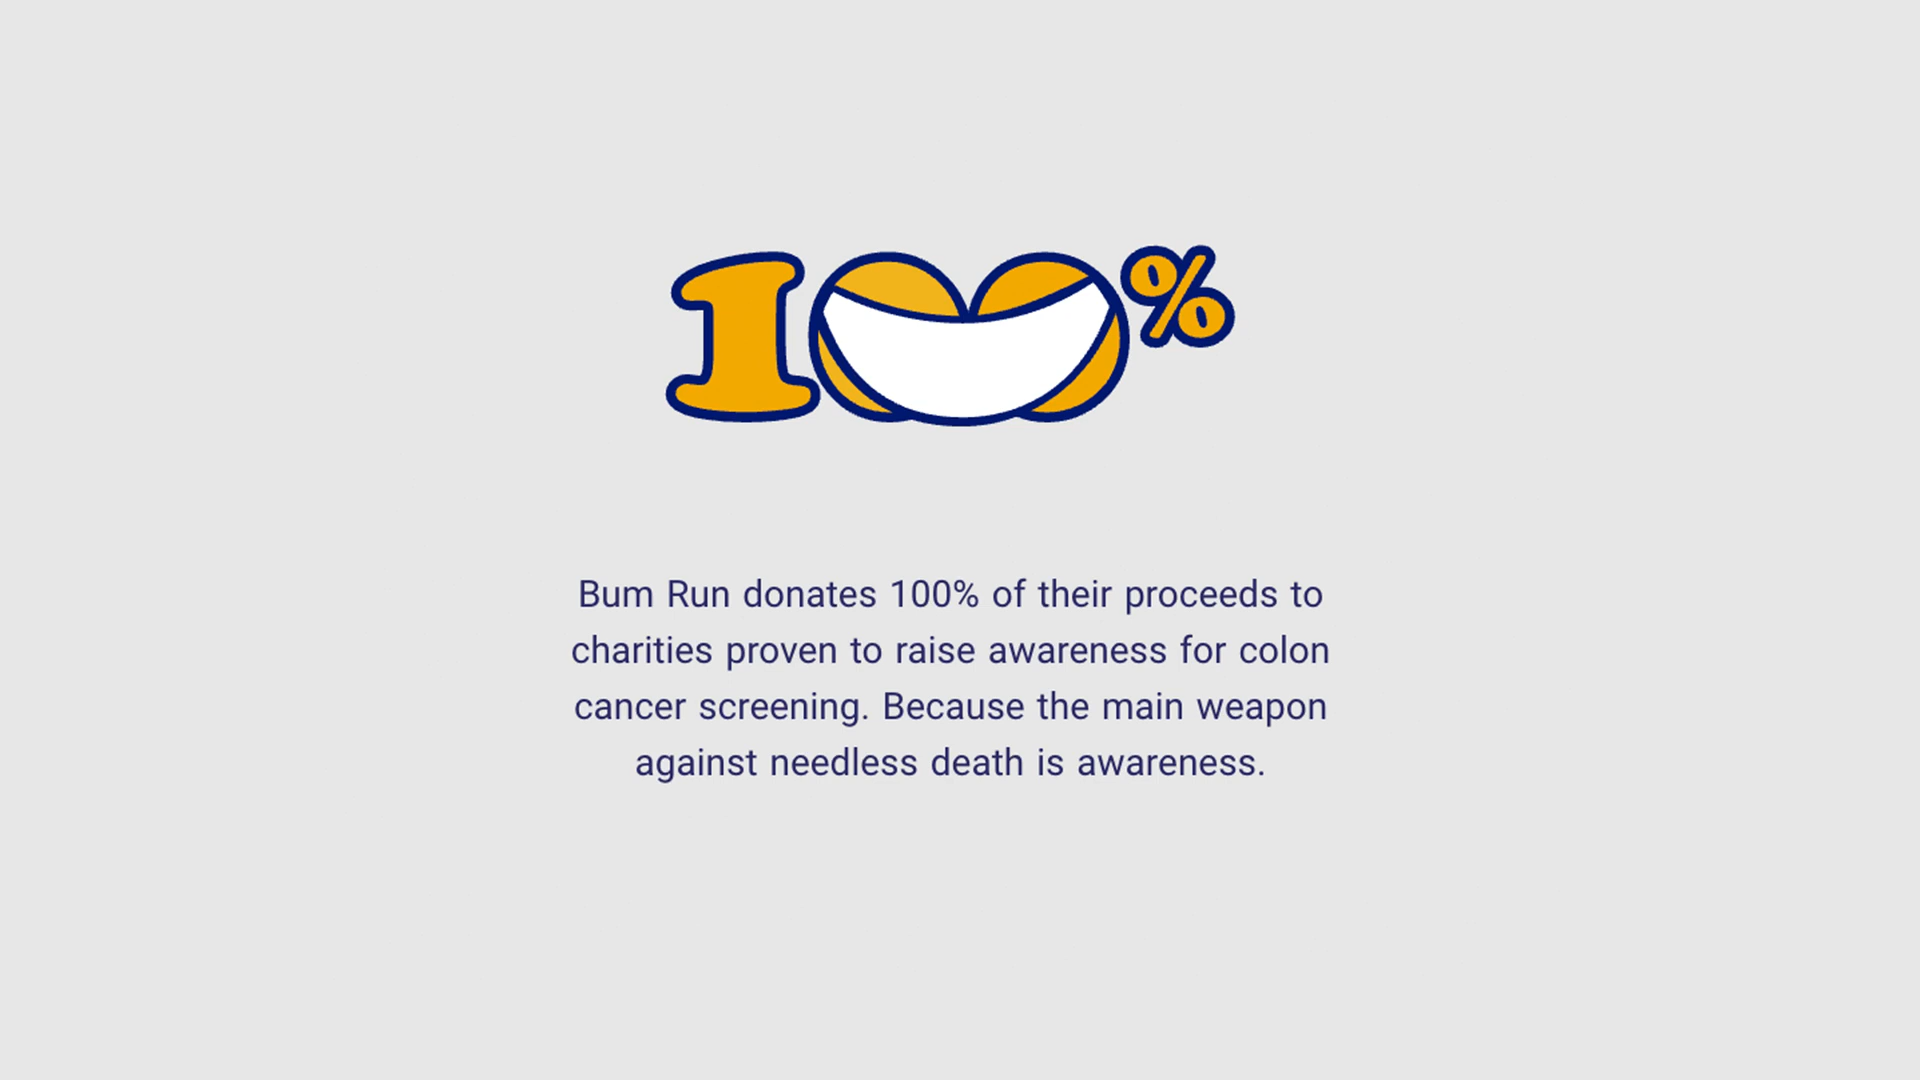 100%
Bum Run donates 100% of their proceeds to
charities proven to raise awareness for colon
cancer screening. Because the main weapon
against needless death is awareness.